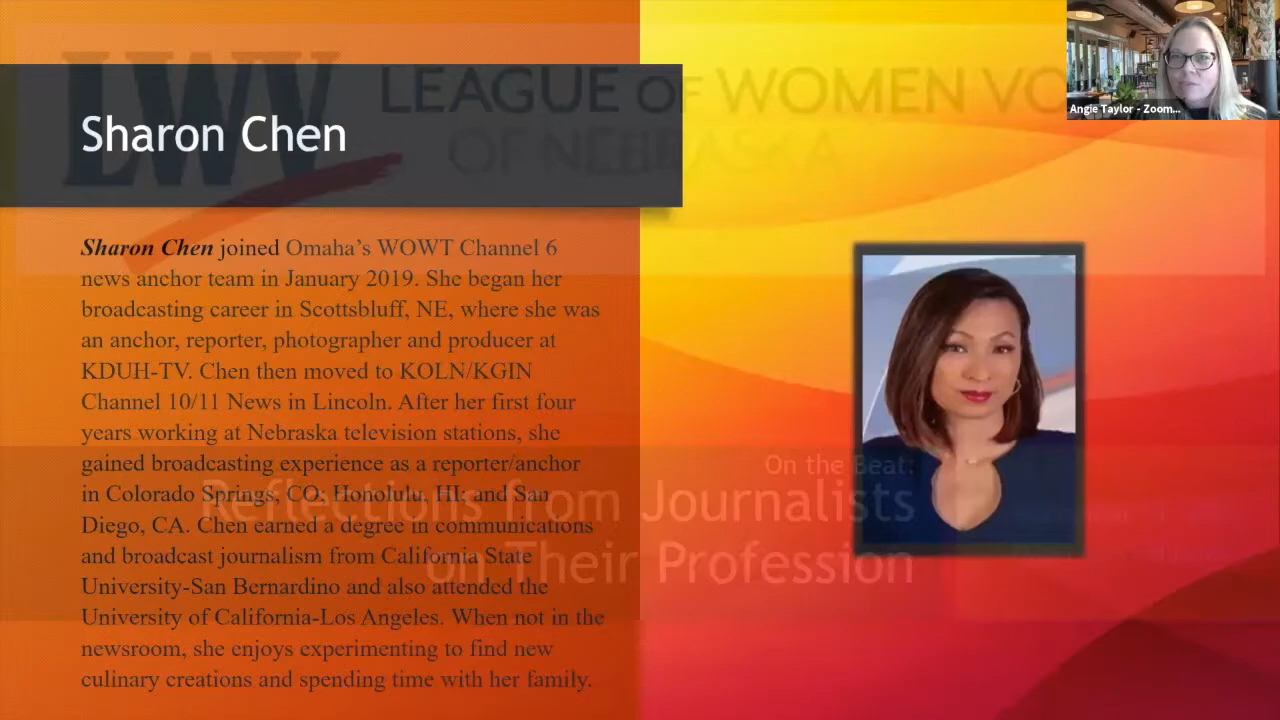 LWV
LEAGUE OF WOMEN VO
OF NEBRASKA
Angie Taylor - Zoom...
Sharon Chen
Sharon Chen joined Omaha’s WOWT Channel 6
news anchor team in January 2019. She began her
broadcasting career in Scottsbluff, NE, where she was
an anchor, reporter, photographer and producer at
KDUH-TV. Chen then moved to KOLN/KGIN
Channel 10/11 News in Lincoln. After her first four
years working at Nebraska television stations, she
gained broadcasting experience as a reporter/anchor
in Colorado Springs, CO; Honolulu, HI; and San
Diego, CA. Chen earned a degree in communications
and broadcast journalism from California State
University-San Bernardino and also attended the
University of California-Los Angeles. When not in the
newsroom, she enjoys experimenting to find new
culinary creations and spending time with her family.
On the Beat:
Reflections from Journalists
on Their Profession